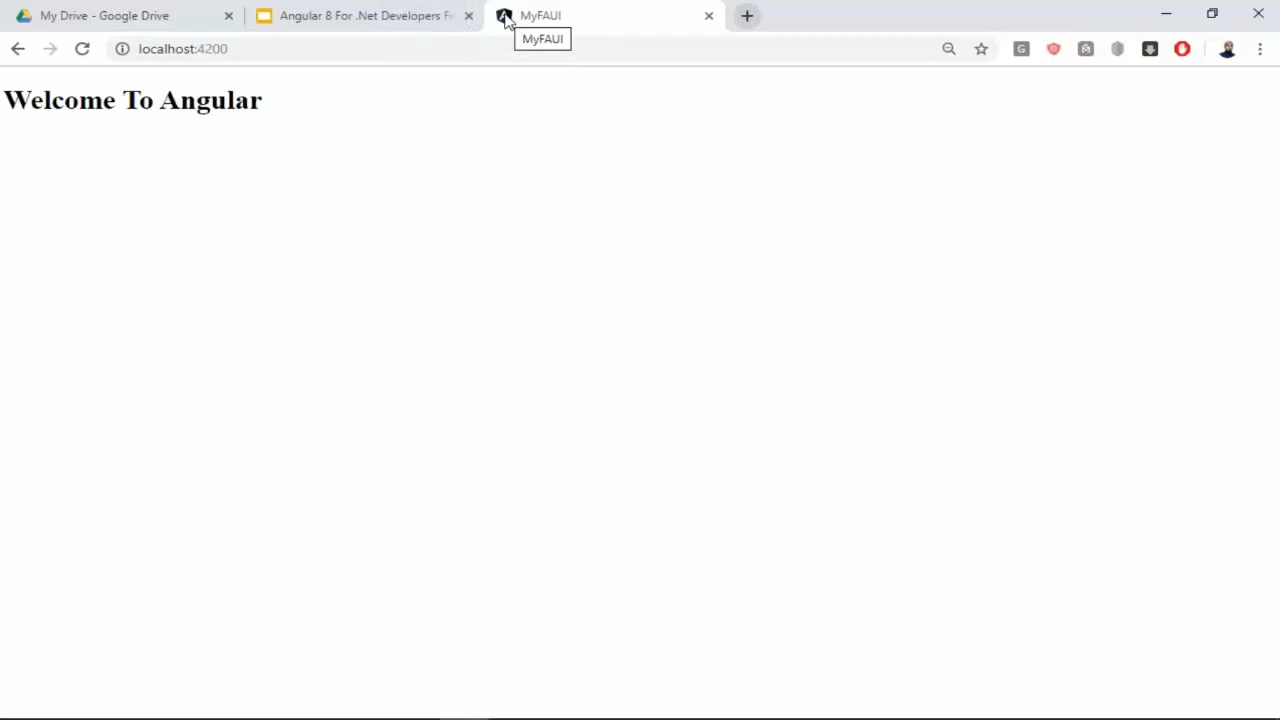 My Drive - Google Drive
Angular 8 For .Net Developers F
MyFAUI
MyFAUI
localhost:4200
Welcome To Angular